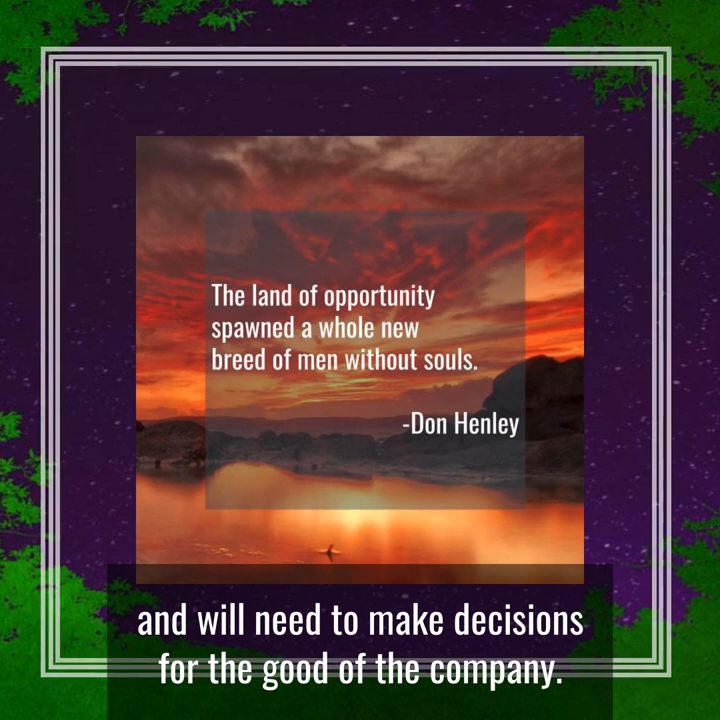 The land of opportunity
spawned a whole new
breed of men without souls.
-Don Henley
and will need to make decisions
for the good of the company.